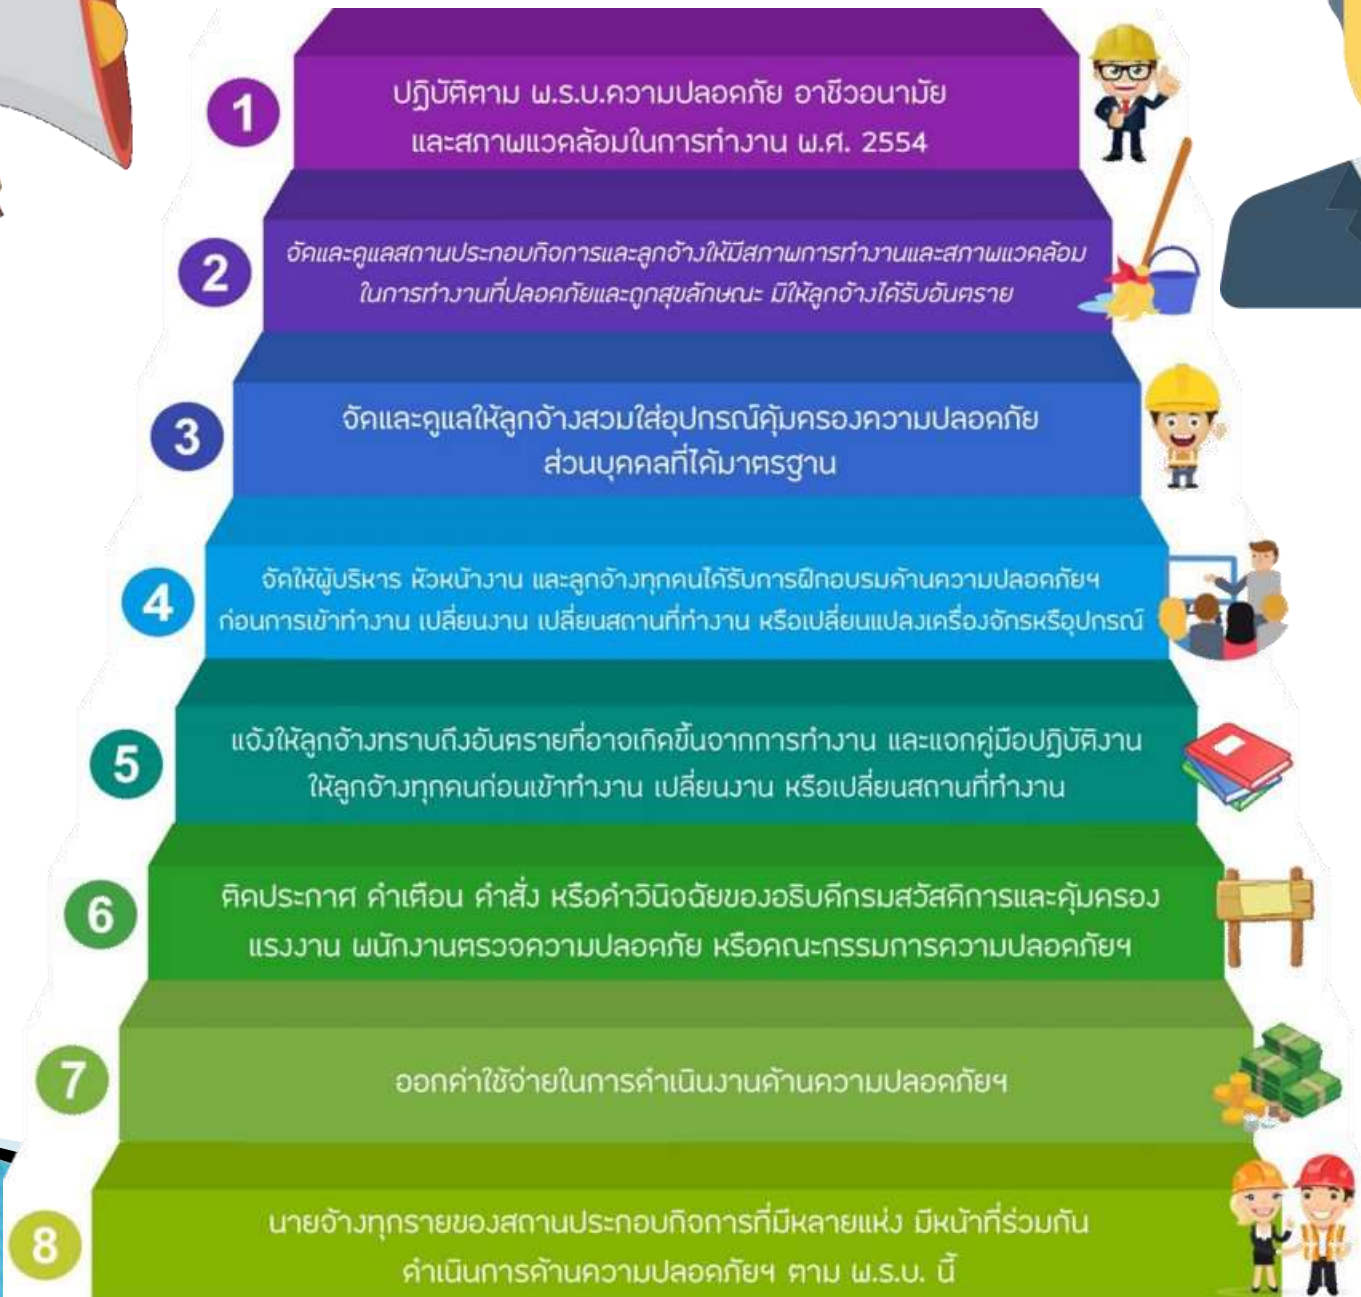 1
ปฏิบัติตาม พ.ร.บ.ความปลอดภัย อาชีวอนามัย
และสภาพแวดล้อมในการทำงาน พ.ศ. 2554
2
จัดและดูแลสถานประกอบกิจการและลูกจ้างให้มีสภาพการทำงานและสภาพแวดล้อม
ในการทำงานที่ปลอดภัยและถูกสุขลักษณะ มิให้ลูกจ้างได้รับอันตราย
3
จัดและดูแลให้ลูกจ้างสวมใส่อุปกรณ์คุ้มครองความปลอดภัย
ส่วนบุคคลที่ได้มาตรฐาน
4
จัดให้ผู้บริหาร หัวหน้างาน และลูกจ้างทุกคนได้รับการฝึกอบรมด้านความปลอดภัยฯ
ก่อนการเข้าทำงาน เปลี่ยนงาน เปลี่ยนสถานที่ทำงาน หรือเปลี่ยนแปลงเครื่องจักรหรืออุปกรณ์
5
แจ้งให้ลูกจ้างทราบถึงอันตรายที่อาจเกิดขึ้นจากการทำงาน และแจกคู่มือปฏิบัติงาน
ให้ลูกจ้างทุกคนก่อนเข้าทำงาน เปลี่ยนงาน หรือเปลี่ยนสถานที่ทำงาน
6
ติดประกาศ คำเตือน คำสั่ง หรือคำวินิจฉัยของอธิบดีกรมสวัสดิการและคุ้มครอง
แรงงาน พนักงานตรวจความปลอดภัย หรือคณะกรรมการความปลอดภัยฯ
7
ออกค่าใช้จ่ายในการดำเนินงานด้านความปลอดภัยฯ
8
นายจ้างทุกรายของสถานประกอบกิจการที่มีหลายแห่ง มีหน้าที่ร่วมกัน
ดำเนินการด้านความปลอดภัยฯ ตาม พ.ร.บ. นี้